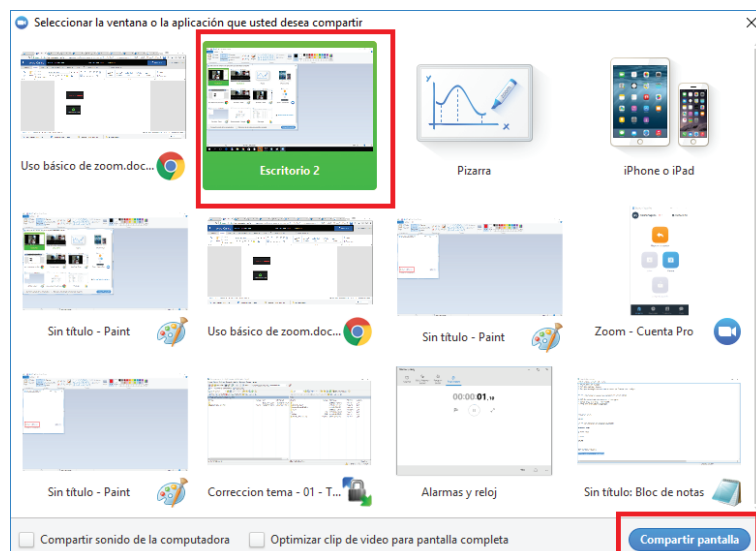 Seleccionar la ventana o la aplicación que usted desea compartir
Uso básico de zoom.doc...
Escritorio 2
Pizarra
iPhone o iPad
Sin título - Paint
Uso básico de zoom.doc...
Sin título - Paint
Zoom - Cuenta Pro
Sin título - Paint
Correccion tema - 01 - T...
00:00:01,19
Alarmas y reloj
Sin título: Bloc de notas
Compartir sonido de la computadora
Optimizar clip de video para pantalla completa
Compartir pantalla